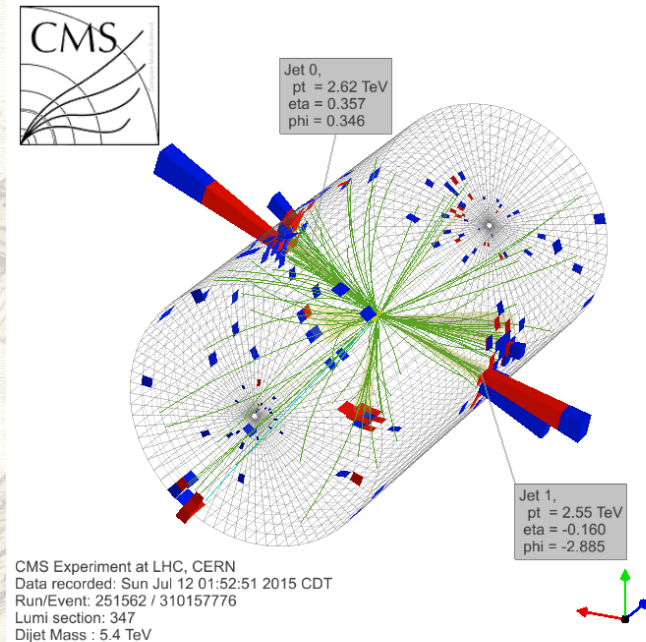 CMS
Jet 0,
pt = 2.62 TeV
eta = 0.357
phi = 0.346
Jet 1,
pt = 2.55 TeV
eta = -0.160
phi = -2.885
CMS Experiment at LHC, CERN
Data recorded: Sun Jul 12 01:52:51 2015 CDT
Run/Event: 251562 / 310157776
Lumi section: 347
Dijet Mass : 5.4 TeV